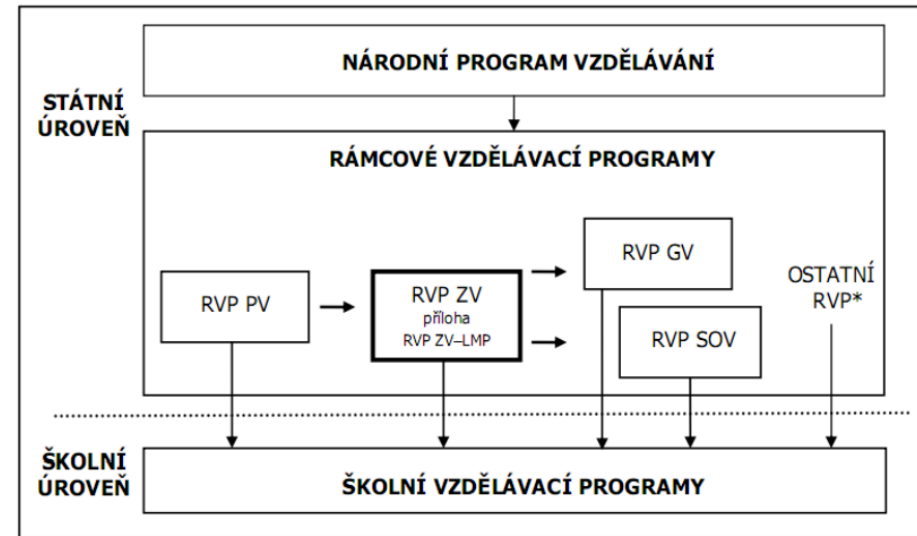 NÁRODNÍ PROGRAM VZDĚLÁVÁNÍ
STÁTNÍ
ÚROVEŇ
RÁMCOVÉ VZDĚLÁVACÍ PROGRAMY
RVP PV
RVP ZV
příloha
RVP ZV–LMP
RVP GV
RVP SOV
OSTATNÍ
RVP*
ŠKOLNÍ
ÚROVEŇ
ŠKOLNÍ VZDĚLÁVACÍ PROGRAMY